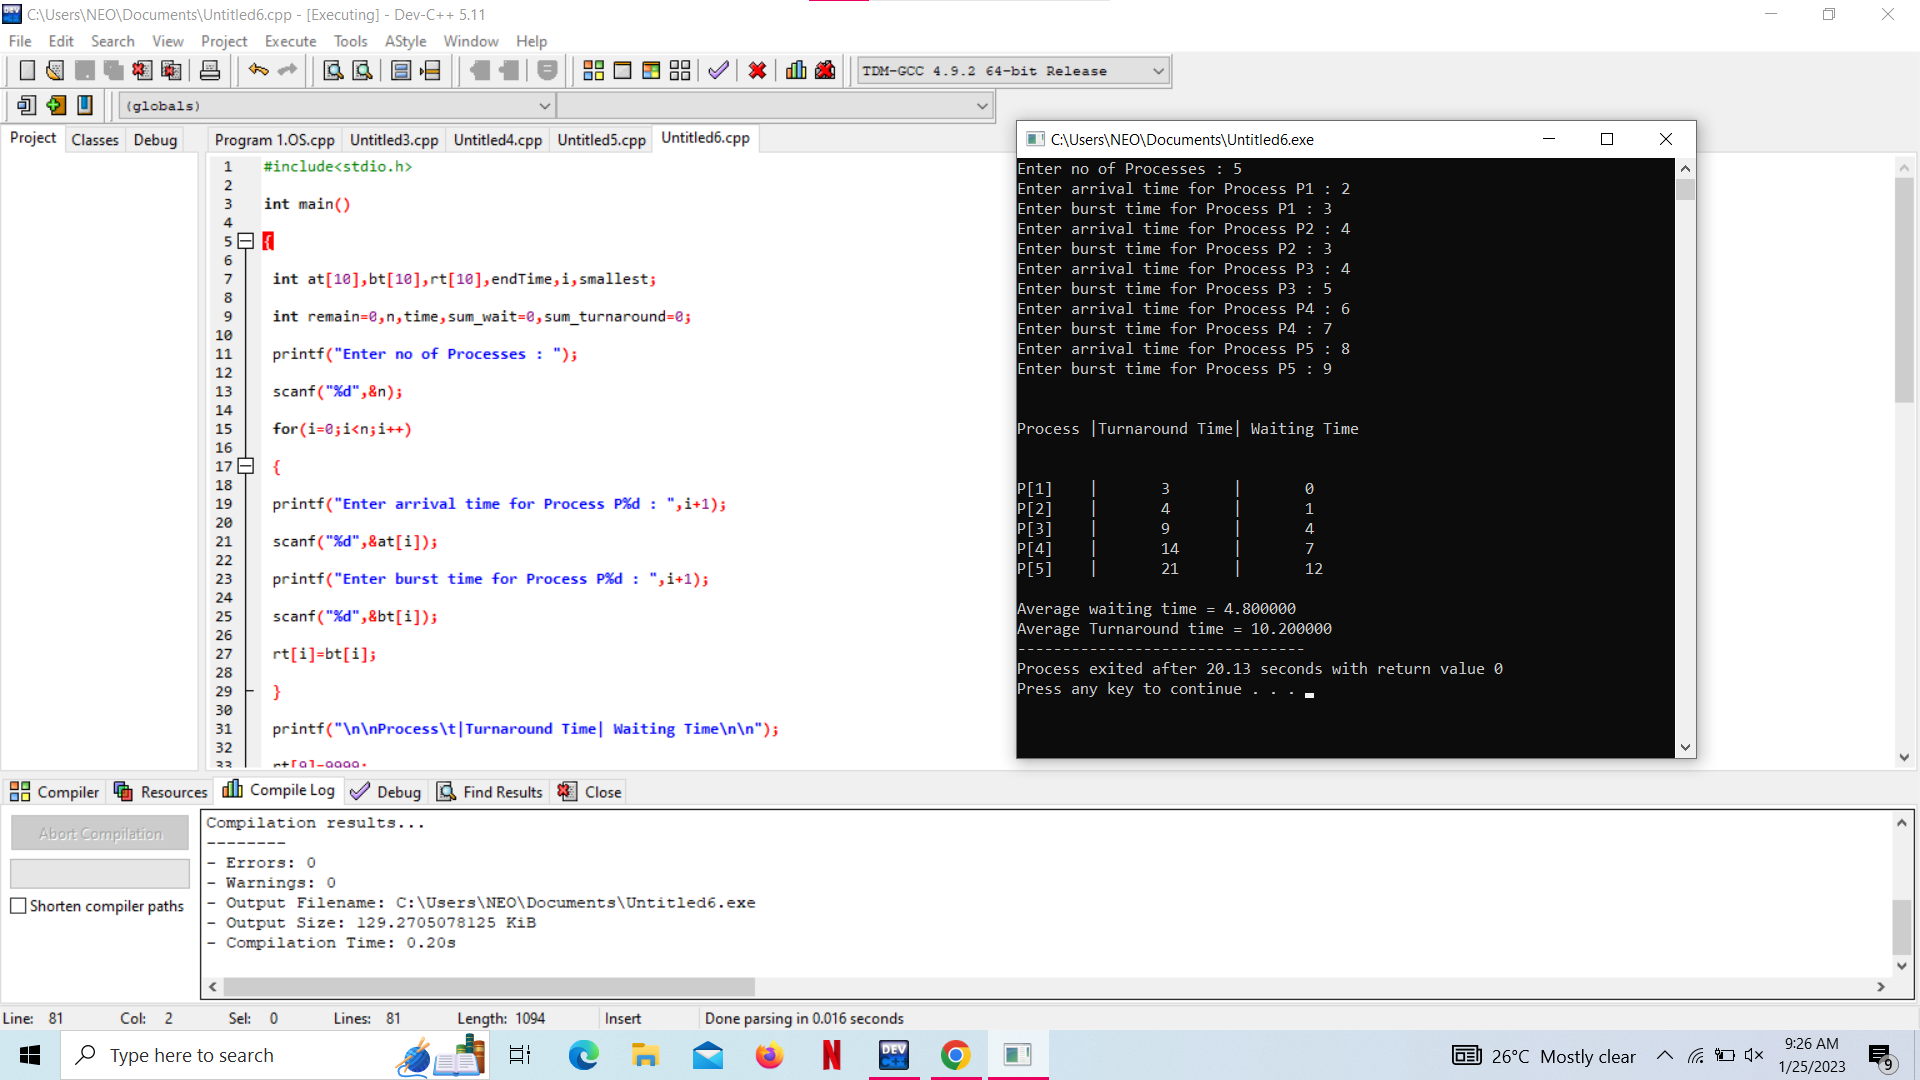 C:\Users\NEO\Documents\Untitled6.cpp - [Executing] - Dev-C++ 5.11
File Edit Search View Project Execute Tools AStyle Window Help
TDM-GCC 4.9.2 64-bit Release
(globals)
Project Classes Debug
Program 1.OS.cpp Untitled3.cpp Untitled4.cpp Untitled5.cpp Untitled6.cpp
1 #include<stdio.h>
2
3 int main()
4
5 {
6
7 int at[10],bt[10],rt[10],endTime,i,smallest;
8
9 int remain=0,n,time,sum_wait=0,sum_turnaround=0;
10
11 printf("Enter no of Processes : ");
12
13 scanf("%d",&n);
14
15 for(i=0;i<n;i++)
16
17 {
18
19 printf("Enter arrival time for Process P%d : ",i+1);
20
21 scanf("%d",&at[i]);
22
23 printf("Enter burst time for Process P%d : ",i+1);
24
25 scanf("%d",&bt[i]);
26
27 rt[i]=bt[i];
28
29 }
30
31 printf("\n\nProcess\t|Turnaround Time| Waiting Time\n\n");
32
33 rt[9]=9999;
C:\Users\NEO\Documents\Untitled6.exe
Enter no of Processes : 5
Enter arrival time for Process P1 : 2
Enter burst time for Process P1 : 3
Enter arrival time for Process P2 : 4
Enter burst time for Process P2 : 3
Enter arrival time for Process P3 : 4
Enter burst time for Process P3 : 5
Enter arrival time for Process P4 : 6
Enter burst time for Process P4 : 7
Enter arrival time for Process P5 : 8
Enter burst time for Process P5 : 9
Process |Turnaround Time| Waiting Time
P[1] | 3 | 0
P[2] | 4 | 1
P[3] | 9 | 4
P[4] | 14 | 7
P[5] | 21 | 12
Average waiting time = 4.800000
Average Turnaround time = 10.200000
--------------------------------
Process exited after 20.13 seconds with return value 0
Press any key to continue . . .
Compiler Resources Compile Log Debug Find Results Close
Abort Compilation
Shorten compiler paths
Compilation results...
--------
- Errors: 0
- Warnings: 0
- Output Filename: C:\Users\NEO\Documents\Untitled6.exe
- Output Size: 129.2705078125 KiB
- Compilation Time: 0.20s
Line: 81 Col: 2 Sel: 0 Lines: 81 Length: 1094 Insert Done parsing in 0.016 seconds
Type here to search
DEV C++
26°C Mostly clear
9:26 AM
1/25/2023
9